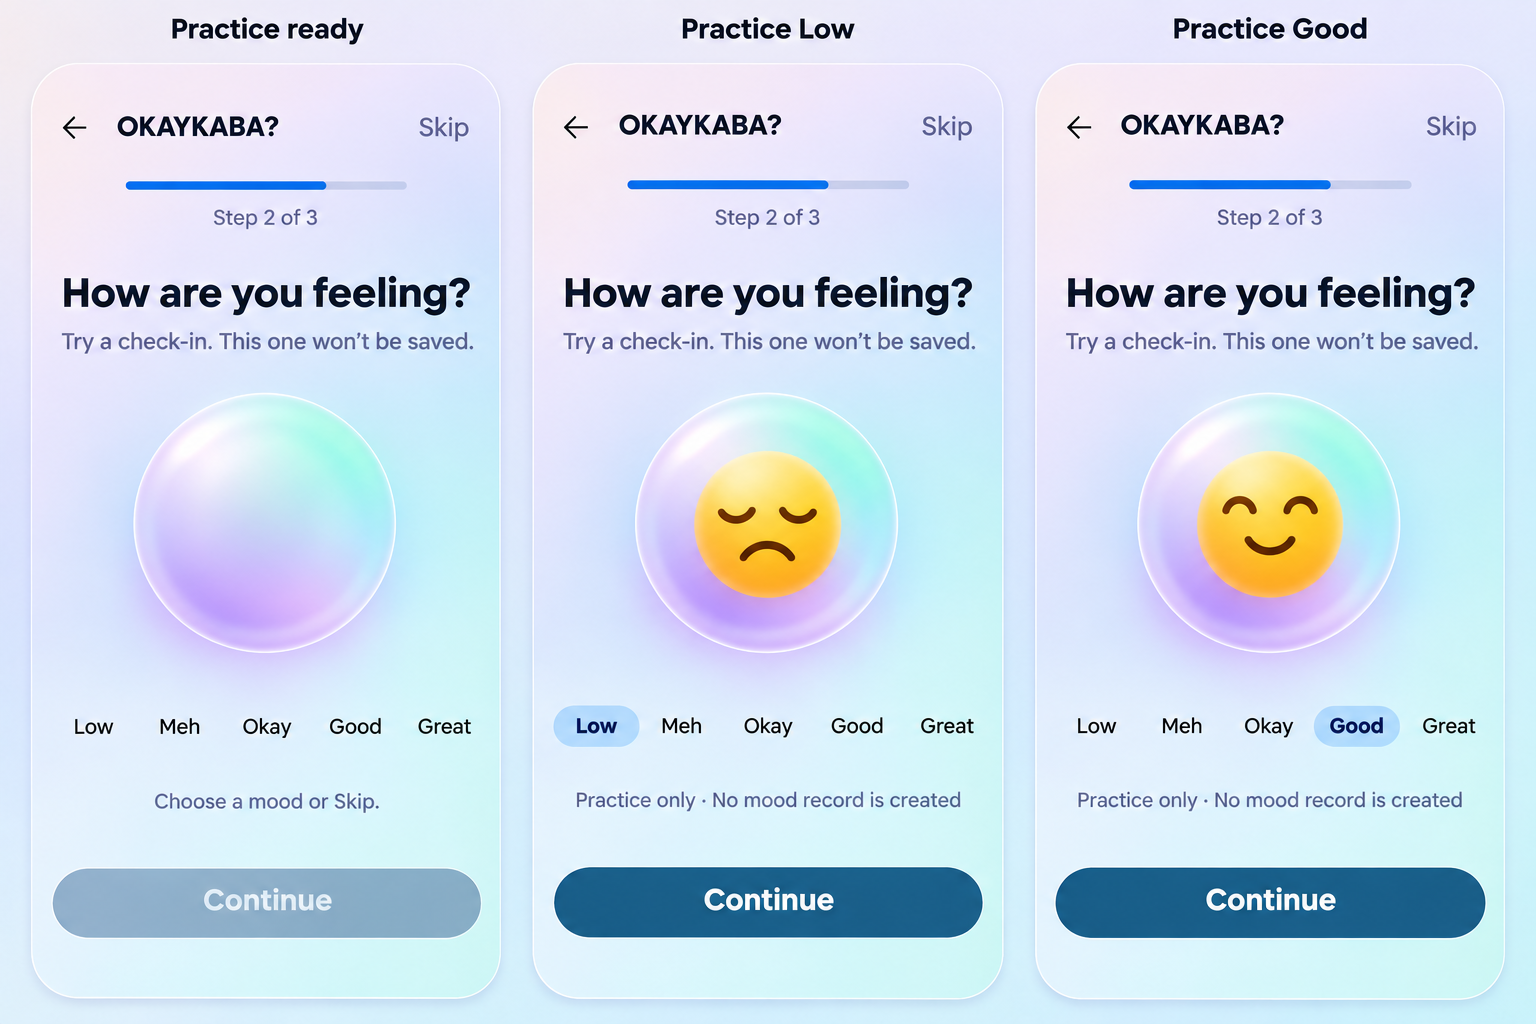 Practice ready
OKAYKABA?
Skip
Step 2 of 3
How are you feeling?
Try a check-in. This one won’t be saved.
Low Meh Okay Good Great
Choose a mood or Skip.
Continue
Practice Low
OKAYKABA?
Skip
Step 2 of 3
How are you feeling?
Try a check-in. This one won’t be saved.
Low Meh Okay Good Great
Practice only · No mood record is created
Continue
Practice Good
OKAYKABA?
Skip
Step 2 of 3
How are you feeling?
Try a check-in. This one won’t be saved.
Low Meh Okay Good Great
Practice only · No mood record is created
Continue